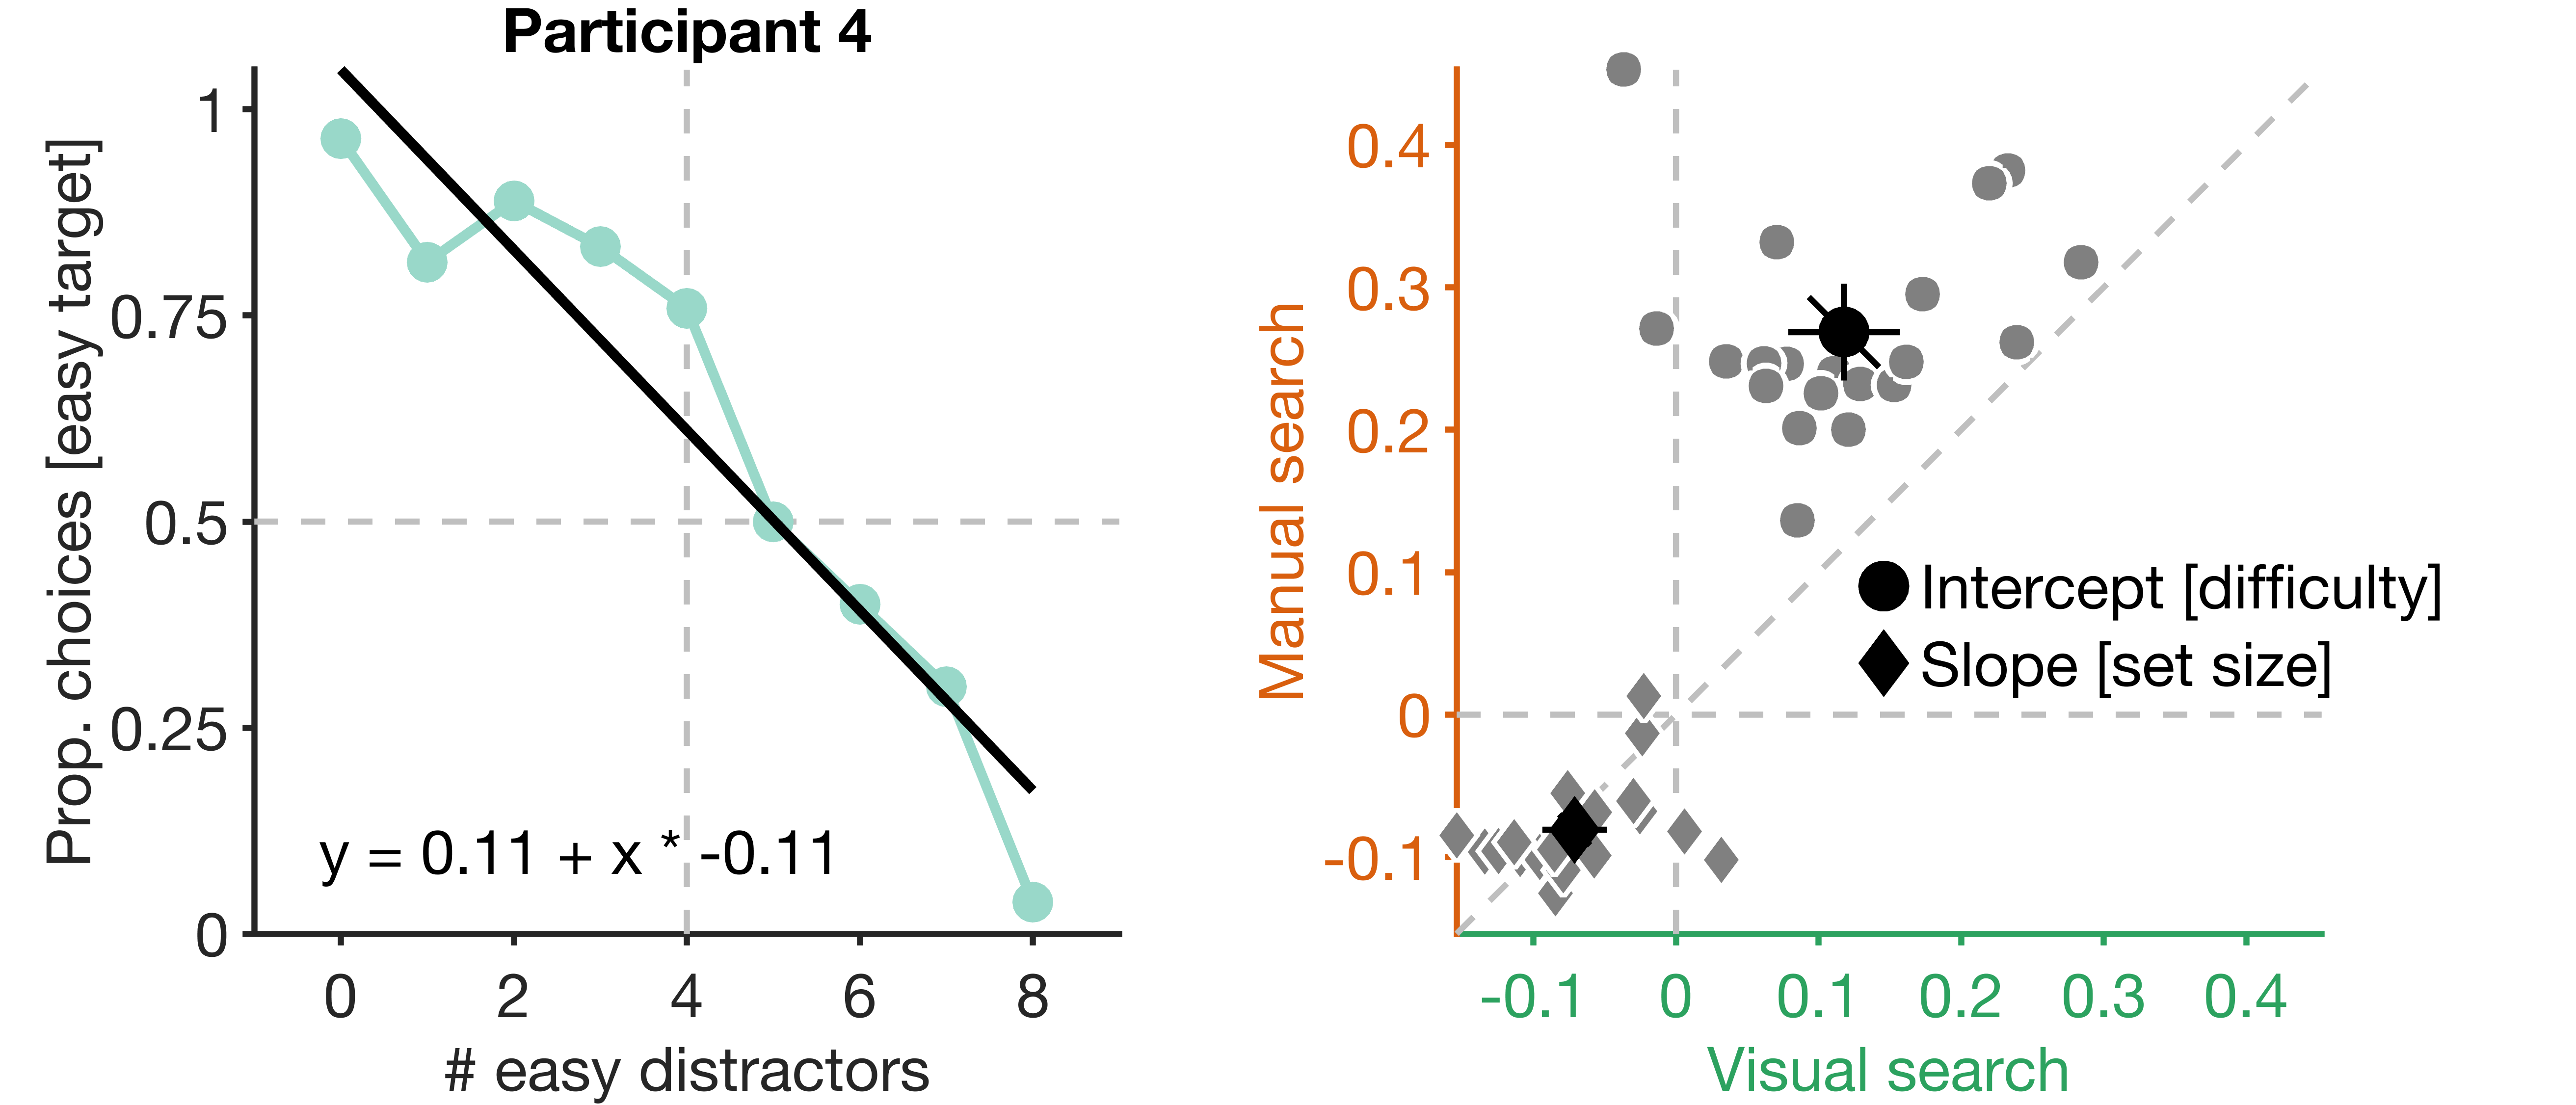 Participant 4
Prop. choices [easy target]
1
0.75
0.5
0.25
0
y = 0.11 + x * -0.11
0 2 4 6 8
# easy distractors
Manual search
0.4
0.3
0.2
0.1
0
-0.1
Intercept [difficulty]
Slope [set size]
-0.1 0 0.1 0.2 0.3 0.4
Visual search